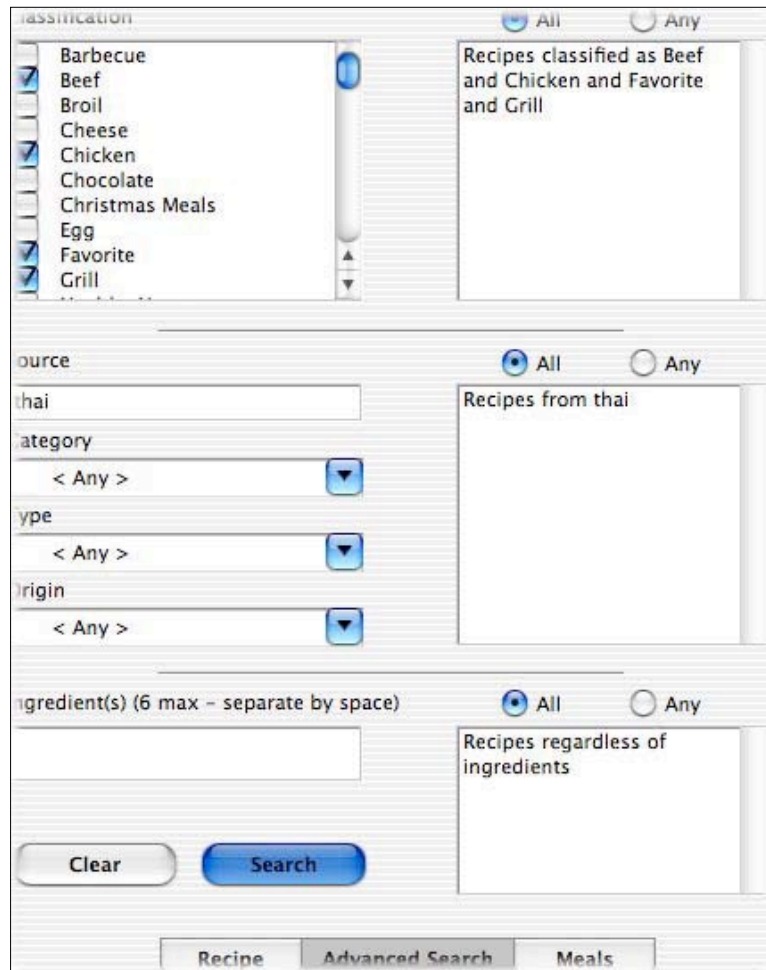 lassification
All Any
Barbecue
Beef
Broil
Cheese
Chicken
Chocolate
Christmas Meals
Egg
Favorite
Grill
Recipes classified as Beef
and Chicken and Favorite
and Grill
ource
All Any
thai
Recipes from thai
ategory
< Any >
ype
< Any >
rigin
< Any >
ngredient(s) (6 max – separate by space)
All Any
Recipes regardless of
ingredients
Clear Search
Recipe Advanced Search Meals